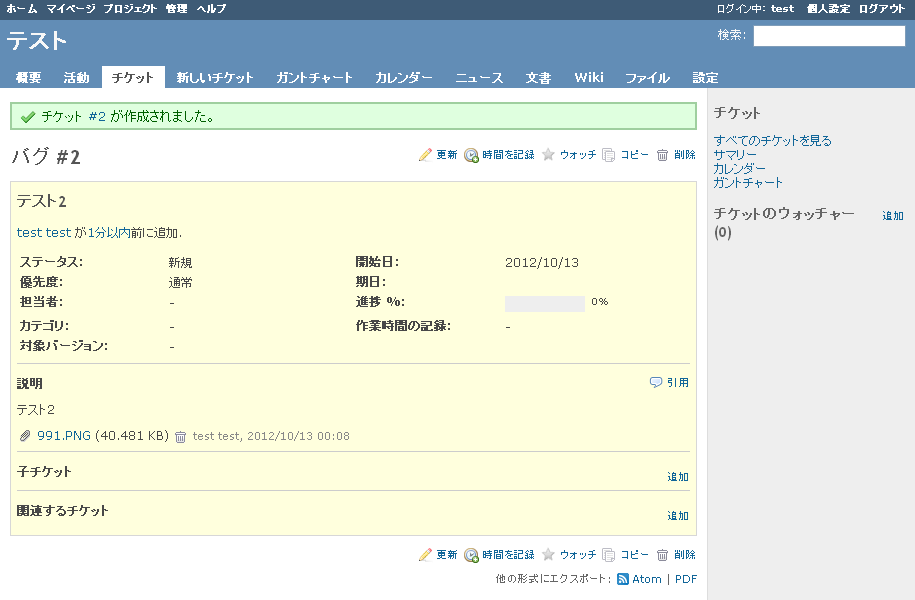 ホーム マイページ プロジェクト 管理 ヘルプ ログイン中: test 個人設定 ログアウト
テスト 検索:
概要 活動 チケット 新しいチケット ガントチャート カレンダー ニュース 文書 Wiki ファイル 設定
チケット #2 が作成されました。
バグ #2
更新 時間を記録 ウォッチ コピー 削除
テスト2
test test が1分以内前に追加.
ステータス: 新規 開始日: 2012/10/13
優先度: 通常 期日:
担当者: - 進捗 %: 0%
カテゴリ: - 作業時間の記録: -
対象バージョン: -
説明 引用
テスト2
991.PNG (40.481 KB) test test, 2012/10/13 00:08
子チケット 追加
関連するチケット 追加
更新 時間を記録 ウォッチ コピー 削除
他の形式にエクスポート: Atom | PDF
チケット
すべてのチケットを見る
サマリー
カレンダー
ガントチャート
チケットのウォッチャー 追加
(0)